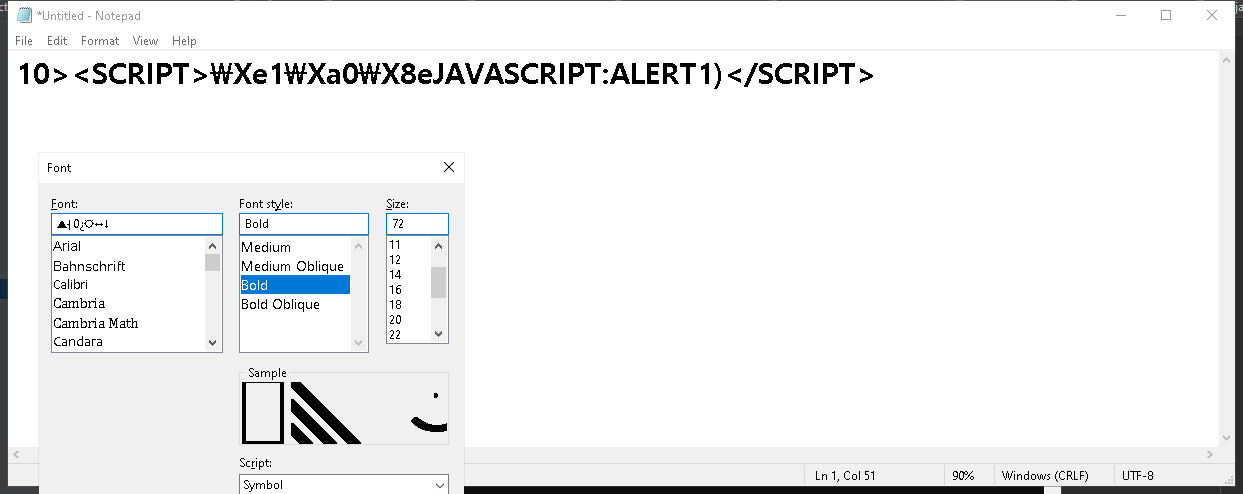 *Untitled - Notepad
File Edit Format View Help
10><SCRIPT>₩Xe1₩Xa0₩X8eJAVASCRIPT:ALERT1)</SCRIPT>
Font
Font: Font style: Size:
▲┤0¿☼↔↓ Bold 72
Arial Medium 11
Bahnschrift Medium Oblique 12
Calibri Bold 14
Cambria Bold Oblique 16
Cambria Math 18
Candara 20
22
Sample
Script:
Symbol
Ln 1, Col 51 90% Windows (CRLF) UTF-8